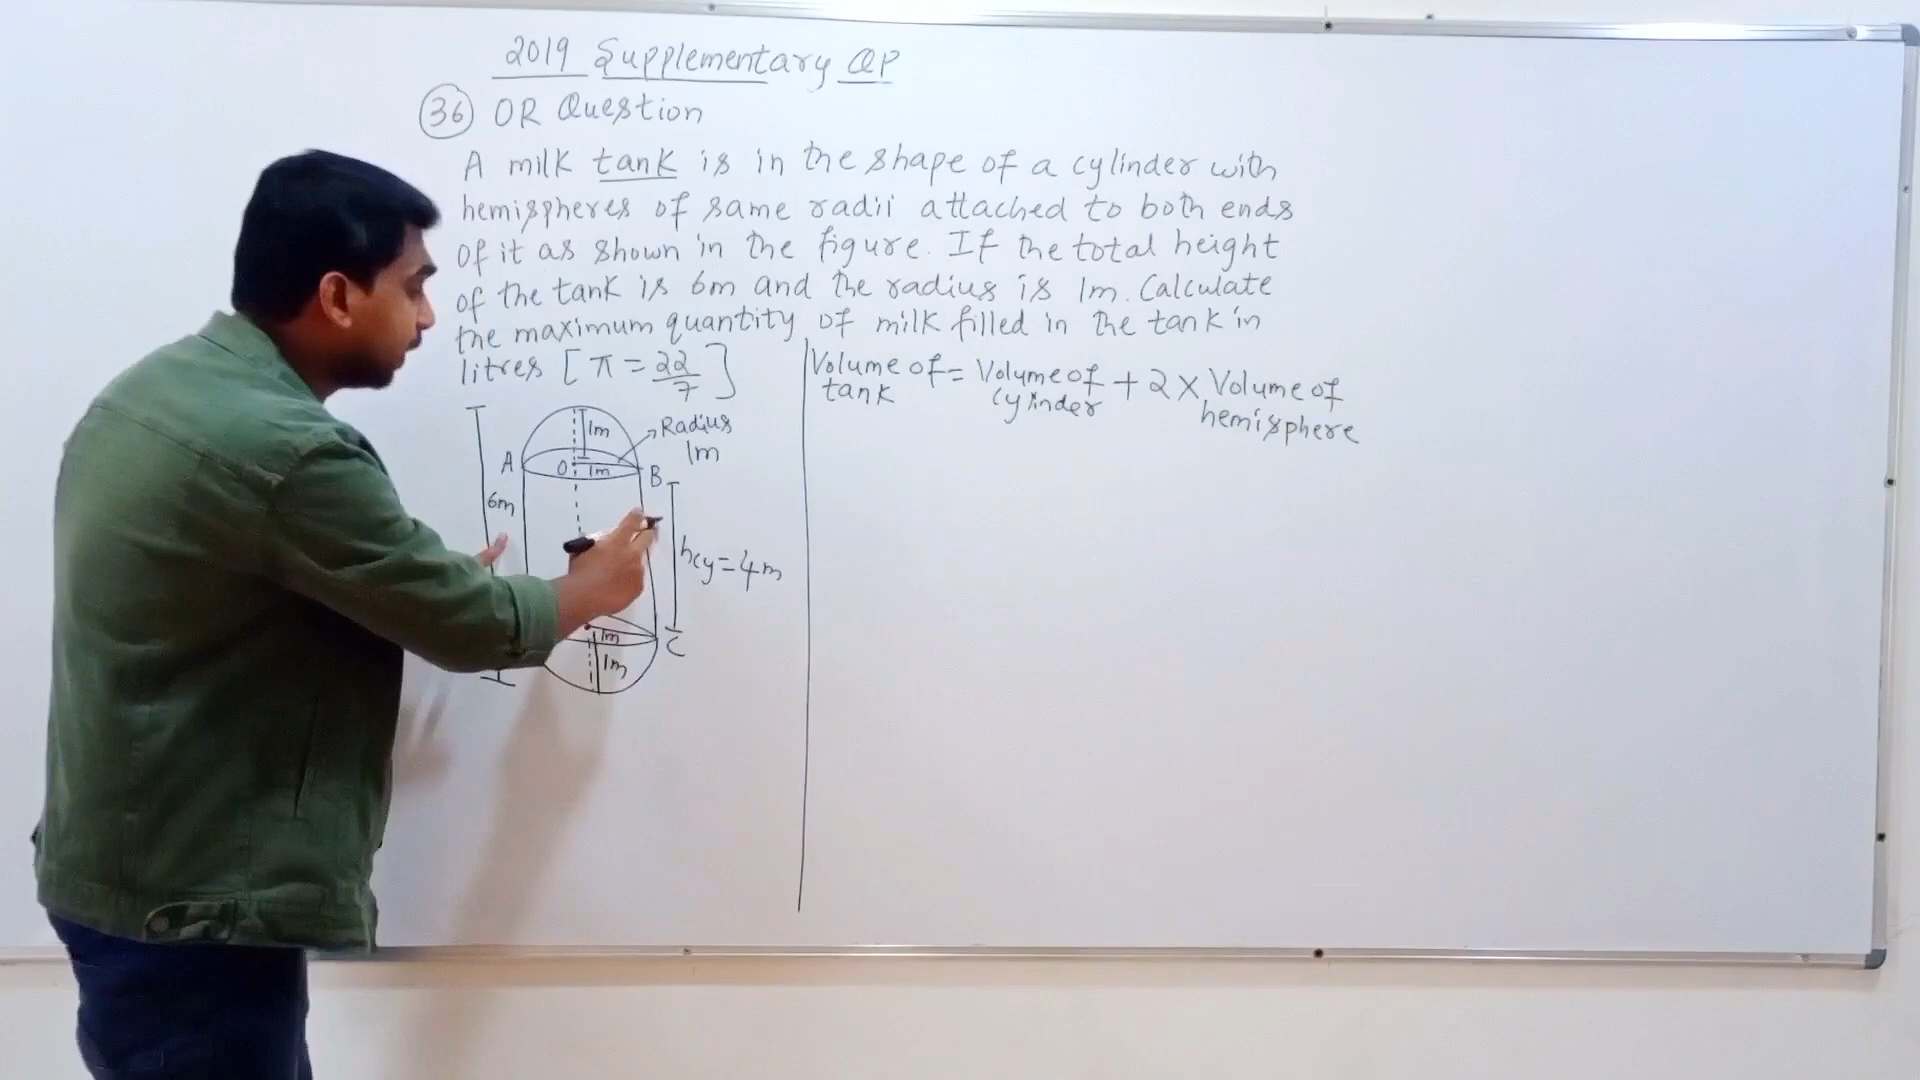 2019 Supplementary QP
36 OR Question
A milk tank is in the shape of a cylinder with
hemispheres of same radii attached to both ends
of it as shown in the figure. If the total height
of the tank is 6m and the radius is 1m. Calculate
the maximum quantity of milk filled in the tank in
litres [π = 22/7]
Volume of tank = Volume of cylinder + 2 × Volume of hemisphere
1m
Radius
1m
A
O
1m
B
6m
hcy = 4m
1m
C
1m